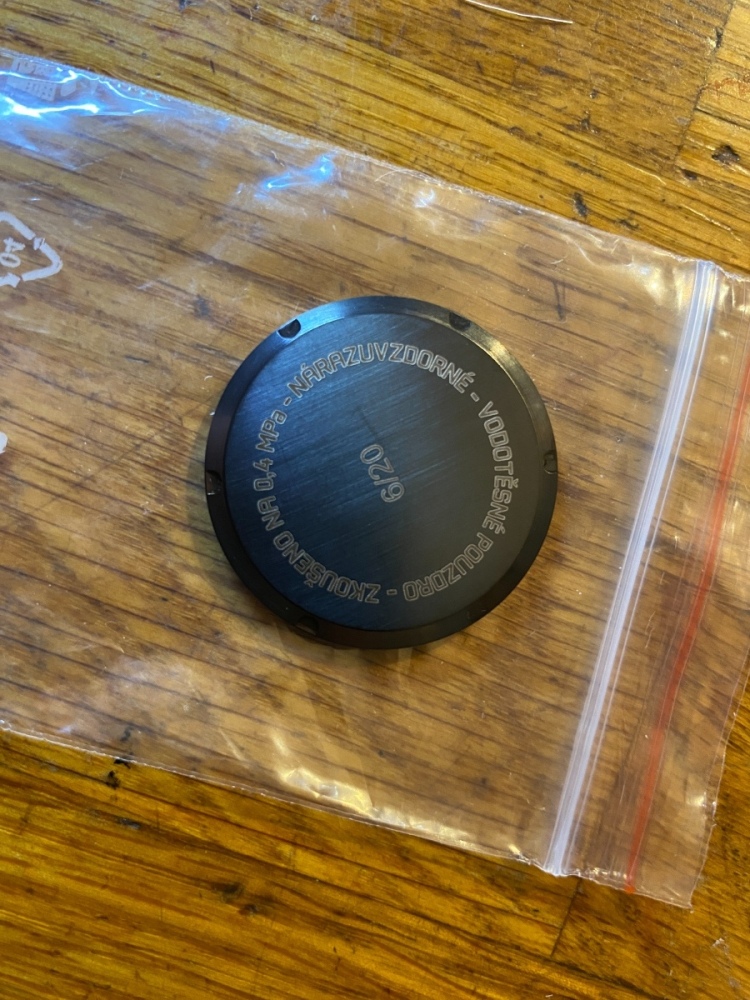 NÁRAZUVZDORNÉ - VODOTĚSNÉ POUZDRO - ZKOUŠENO NA 0,4 MPa -
6/20